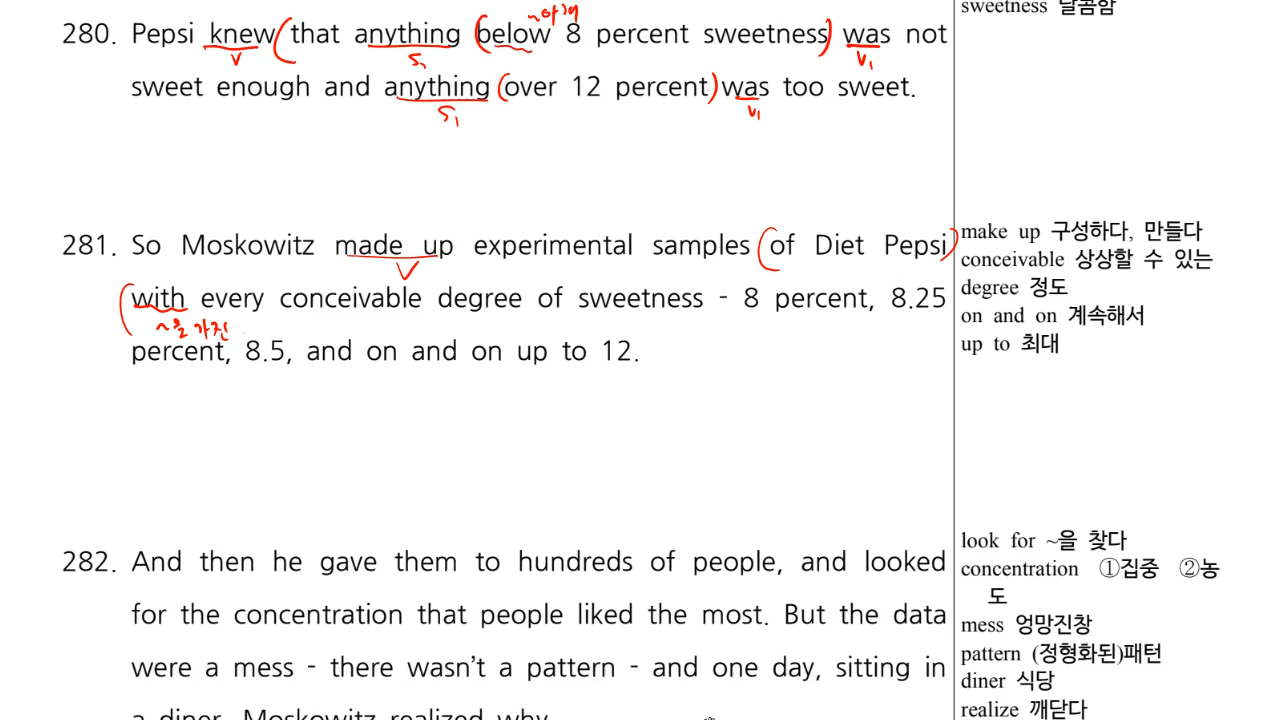 sweetness 달콤함
~아래
280. Pepsi knew (that anything (below 8 percent sweetness) was not
V S₁ V₁
sweet enough and anything (over 12 percent) was too sweet.
S₁ V₁
281. So Moskowitz made up experimental samples (of Diet Pepsi)
V
(with every conceivable degree of sweetness - 8 percent, 8.25
~을 가진
percent, 8.5, and on and on up to 12.
make up 구성하다, 만들다
conceivable 상상할 수 있는
degree 정도
on and on 계속해서
up to 최대
282. And then he gave them to hundreds of people, and looked
for the concentration that people liked the most. But the data
were a mess - there wasn't a pattern - and one day, sitting in
a diner, Moskowitz realized why.
look for ~을 찾다
concentration ①집중 ②농
도
mess 엉망진창
pattern (정형화된)패턴
diner 식당
realize 깨닫다